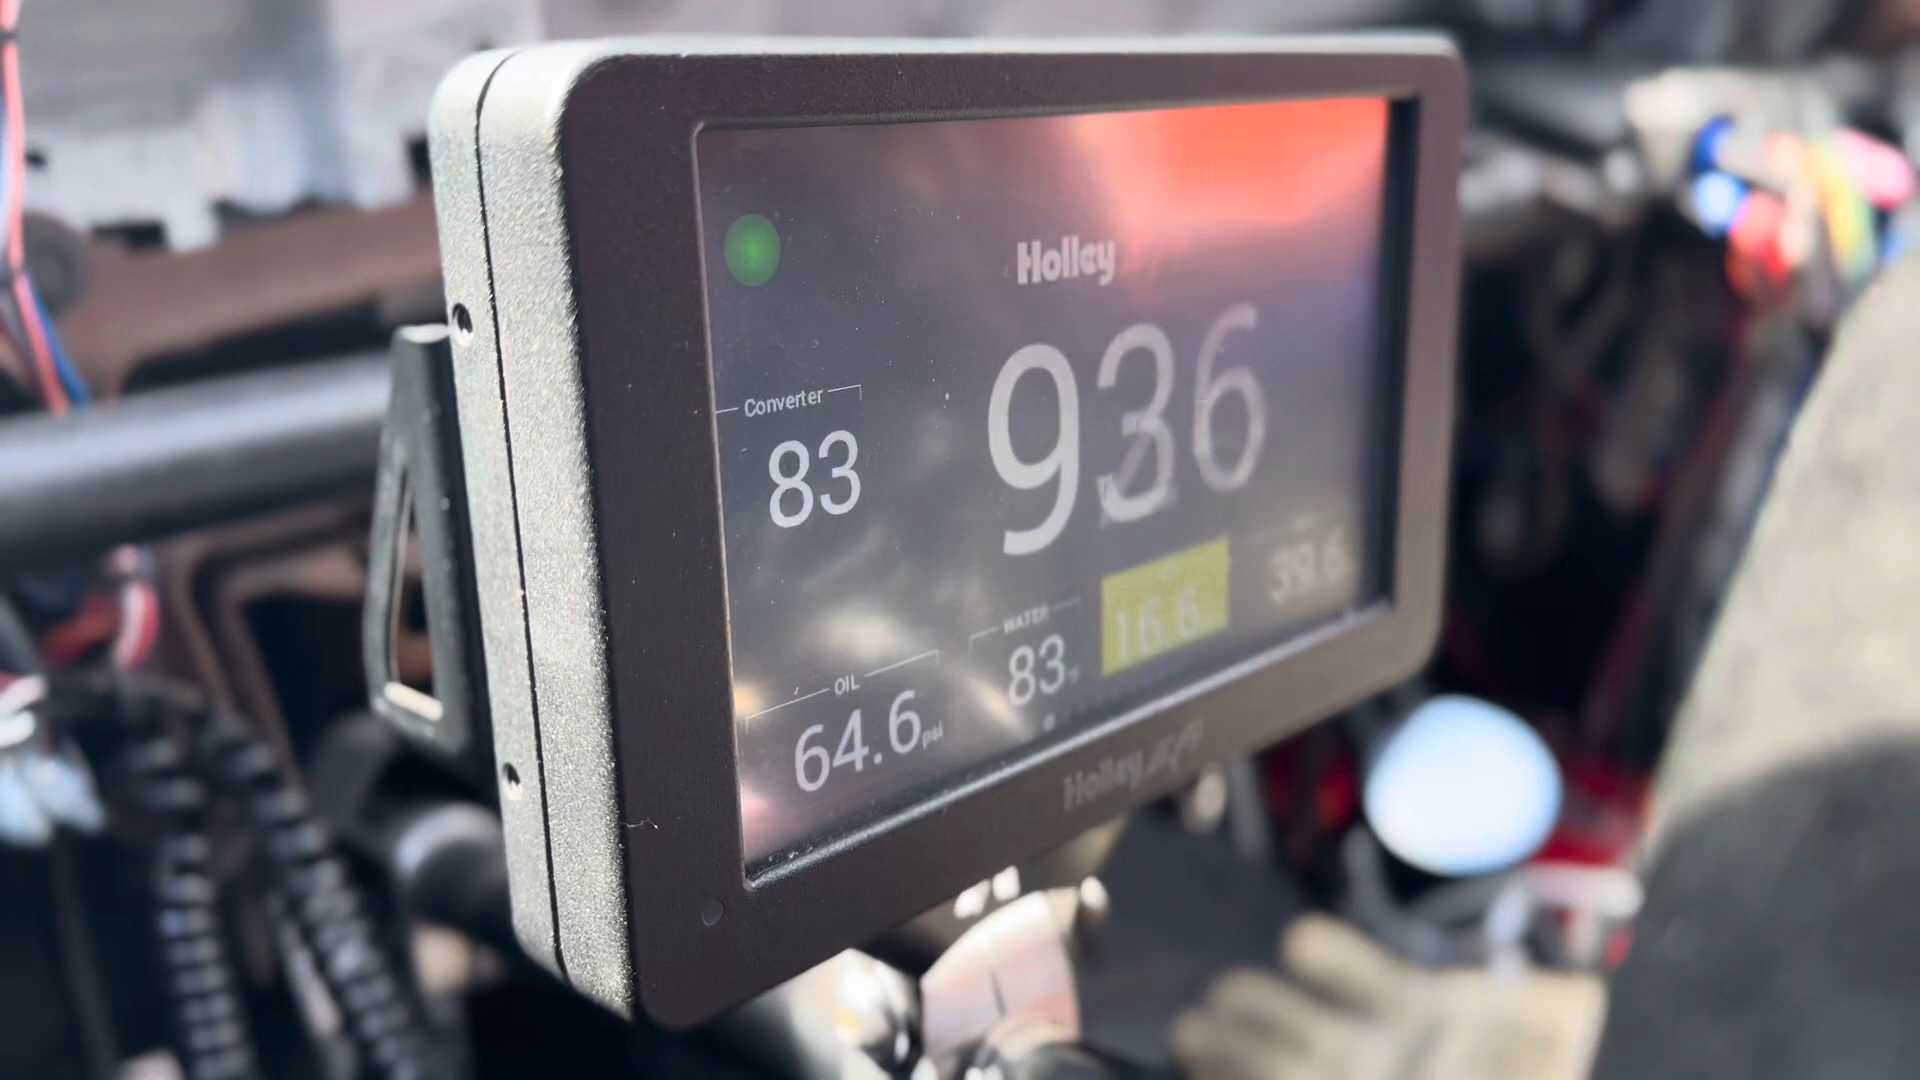 Holley
936
Converter
83
OIL
64.6 psi
WATER
83
16.6
39.6
Holley EFI